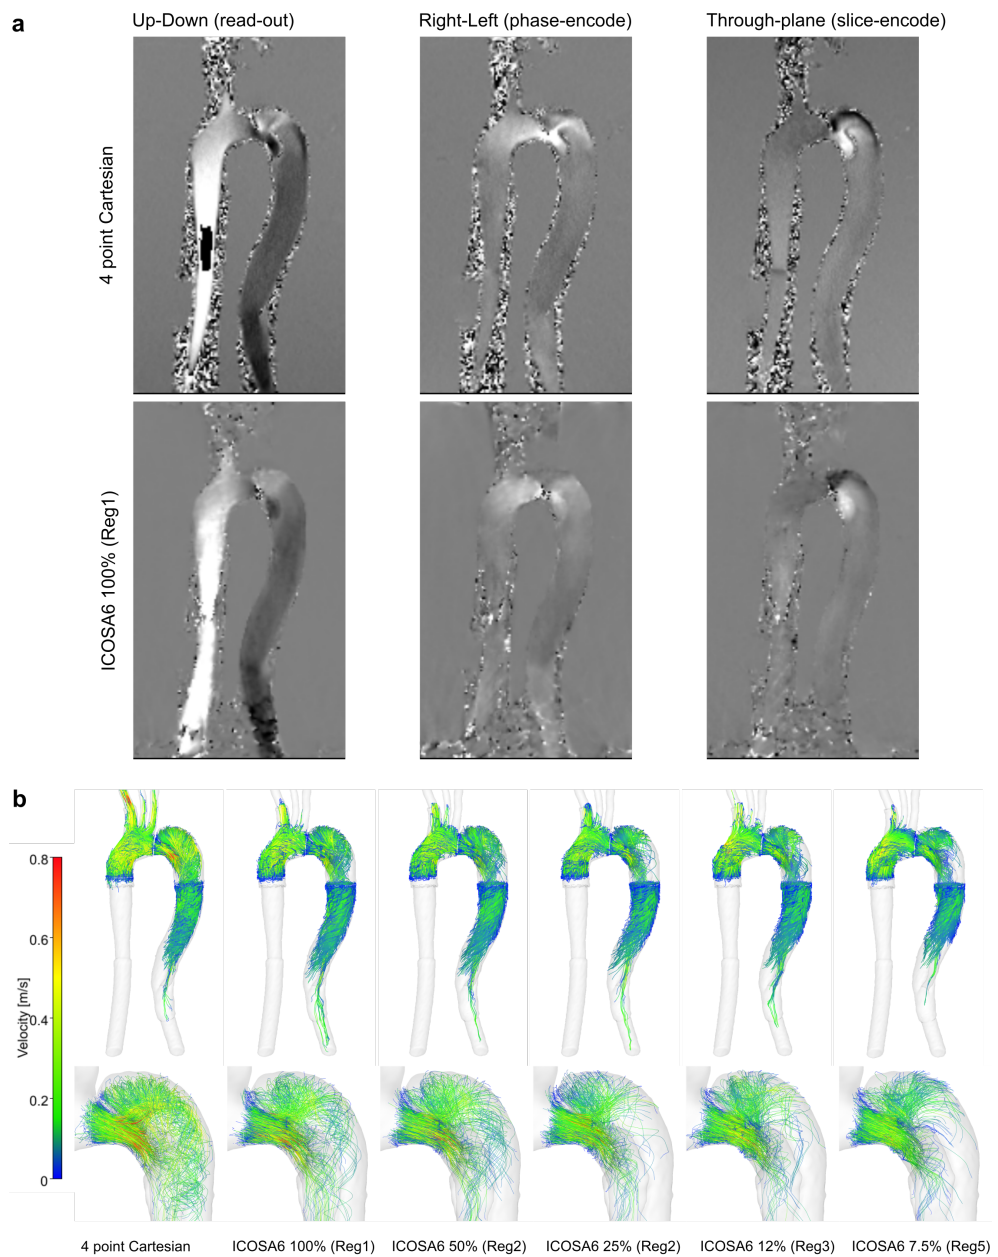 a
Up-Down (read-out)
Right-Left (phase-encode)
Through-plane (slice-encode)
4 point Cartesian
ICOSA6 100% (Reg1)
b
Velocity [m/s]
0.8
0.6
0.4
0.2
0
4 point Cartesian
ICOSA6 100% (Reg1)
ICOSA6 50% (Reg2)
ICOSA6 25% (Reg2)
ICOSA6 12% (Reg3)
ICOSA6 7.5% (Reg5)